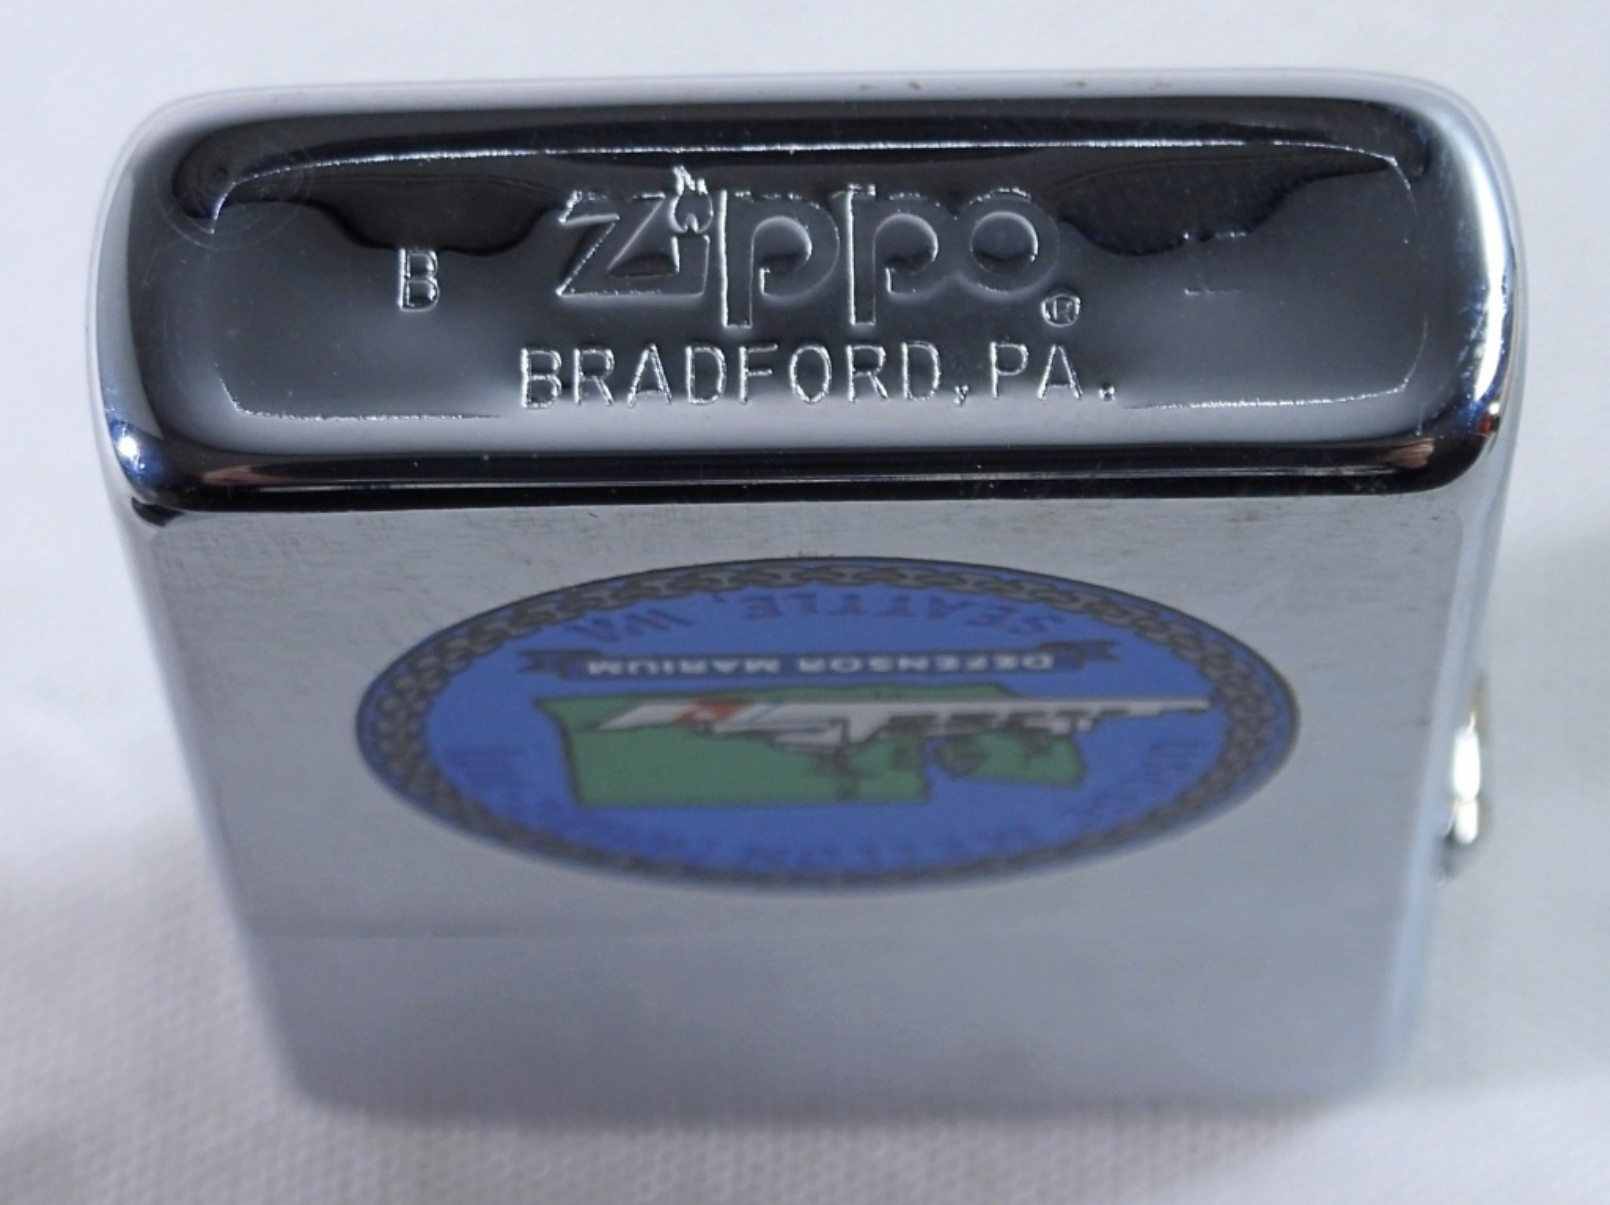 B zippo ®
BRADFORD, PA.
SEATTLE, WA
DEFENSOR MARIUM